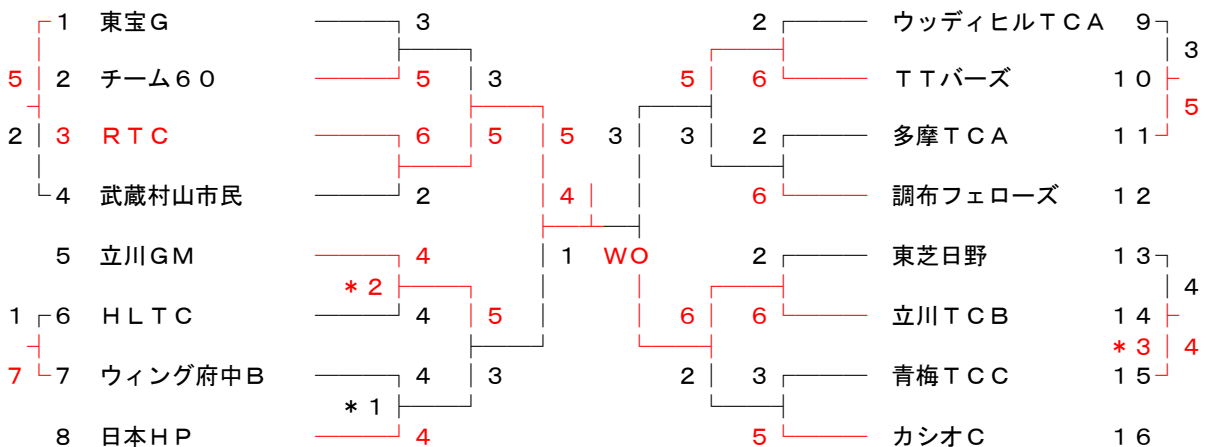 1 東宝G 3 2 ウッディヒルTCA 9
3
5 2 チーム60 5 3 5 6 TTバーズ 10
5
2 3 RTC 6 5 5 3 3 2 多摩TCA 11
4 武蔵村山市民 2 4 6 調布フェローズ 12
5 立川GM 4 1 WO 2 東芝日野 13
*2 4
1 6 HLTC 4 5 6 6 立川TCB 14
*3 4
7 7 ウィング府中B 4 3 2 3 青梅TCC 15
*1
8 日本HP 4 5 カシオC 16